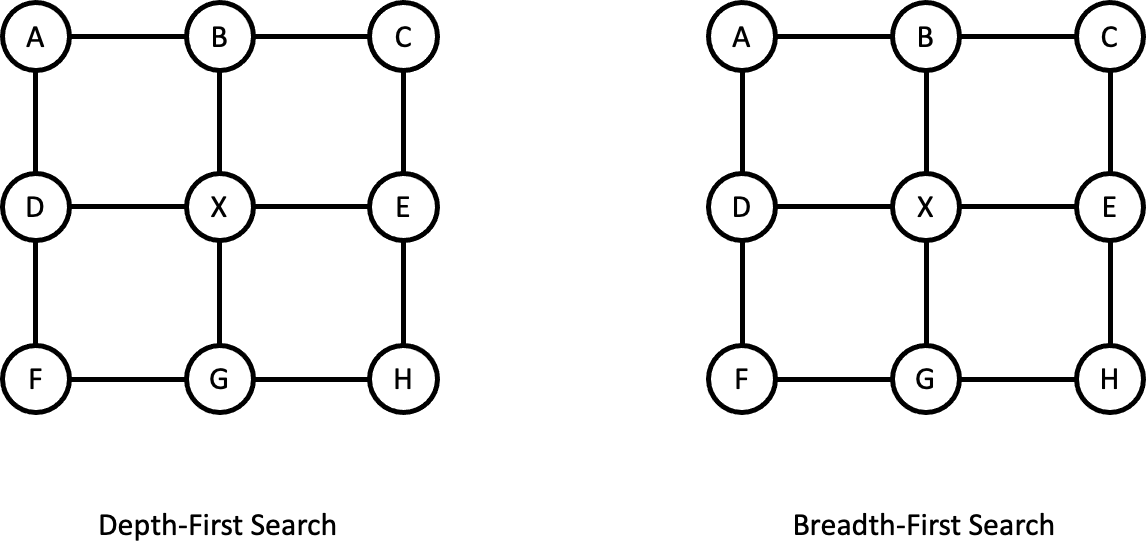 A B C A B C
D X E D X E
F G H F G H
Depth-First Search Breadth-First Search